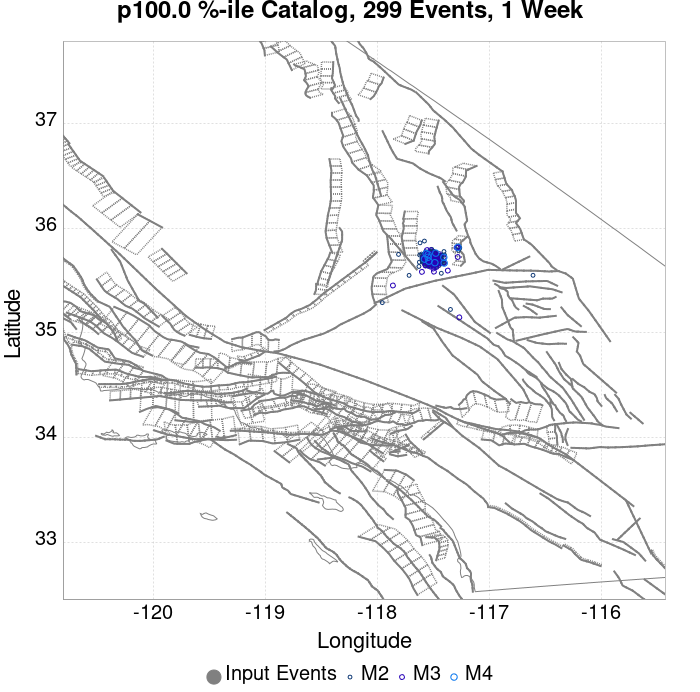 p100.0 %-ile Catalog, 299 Events, 1 Week
37
36
35
34
33
Latitude
-120 -119 -118 -117 -116
Longitude
Input Events M2 M3 M4